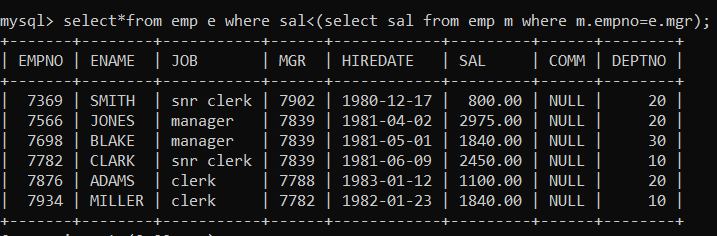 mysql> select*from emp e where sal<(select sal from emp m where m.empno=e.mgr);
+-------+--------+-----------+------+------------+---------+------+--------+
| EMPNO | ENAME  | JOB       | MGR  | HIREDATE   | SAL     | COMM | DEPTNO |
+-------+--------+-----------+------+------------+---------+------+--------+
|  7369 | SMITH  | snr clerk | 7902 | 1980-12-17 |  800.00 | NULL |     20 |
|  7566 | JONES  | manager   | 7839 | 1981-04-02 | 2975.00 | NULL |     20 |
|  7698 | BLAKE  | manager   | 7839 | 1981-05-01 | 1840.00 | NULL |     30 |
|  7782 | CLARK  | snr clerk | 7839 | 1981-06-09 | 2450.00 | NULL |     10 |
|  7876 | ADAMS  | clerk     | 7788 | 1983-01-12 | 1100.00 | NULL |     20 |
|  7934 | MILLER | clerk     | 7782 | 1982-01-23 | 1840.00 | NULL |     10 |
+-------+--------+-----------+------+------------+---------+------+--------+